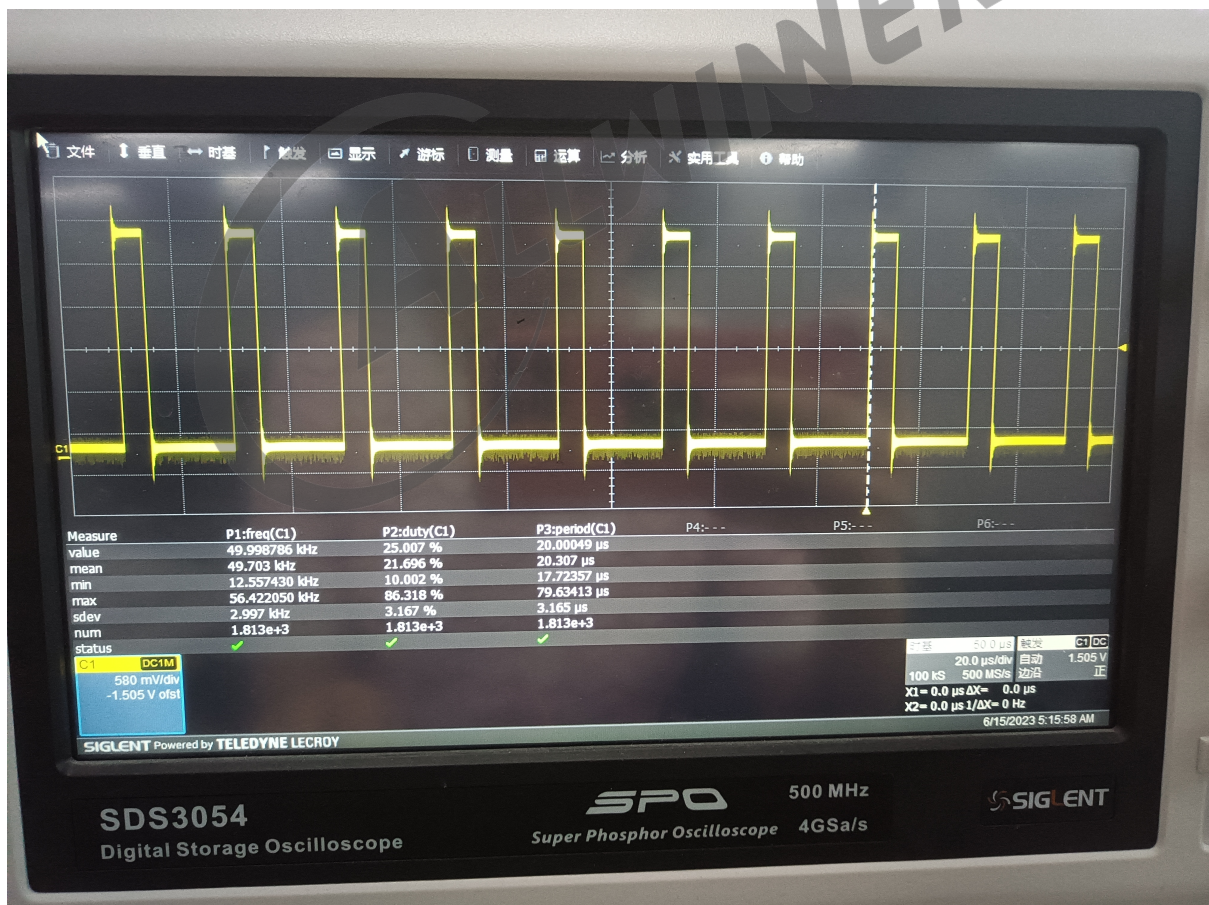 ALLWINNER
文件 垂直 时基 触发 显示 游标 测量 运算 分析 实用工具 帮助
C1
Measure P1:freq(C1) P2:duty(C1) P3:period(C1) P4:--- P5:--- P6:---
value 49.998786 kHz 25.007 % 20.00049 µs
mean 49.703 kHz 21.696 % 20.307 µs
min 12.557430 kHz 10.002 % 17.72357 µs
max 56.422050 kHz 86.318 % 79.63413 µs
sdev 2.997 kHz 3.167 % 3.165 µs
num 1.813e+3 1.813e+3 1.813e+3
status
C1 DC1M
580 mV/div
-1.505 V ofst
时基 50.0 µs 触发 C1 DC
20.0 µs/div 自动 1.505 V
100 kS 500 MS/s 边沿 正
X1= 0.0 µs ΔX= 0.0 µs
X2= 0.0 µs 1/ΔX= 0 Hz
6/15/2023 5:15:58 AM
SIGLENT Powered by TELEDYNE LECROY
SDS3054
Digital Storage Oscilloscope
SPO
Super Phosphor Oscilloscope
500 MHz
4GSa/s
SIGLENT